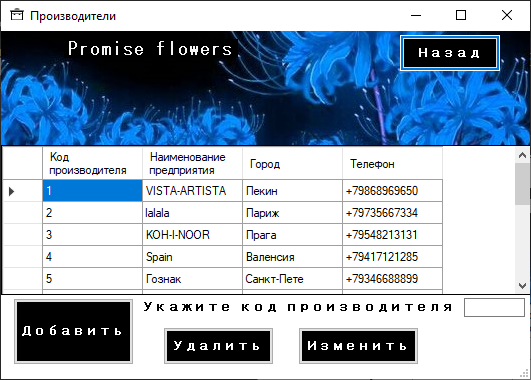 Производители
Promise flowers
Назад
Код производителя Наименование предприятия Город Телефон
1 VISTA-ARTISTA Пекин +79868969650
2 lalala Париж +79735667334
3 KOH-I-NOOR Прага +79548213131
4 Spain Валенсия +79417121285
5 Гознак Санкт-Пете +79346688899
Укажите код производителя
Добавить
Удалить
Изменить